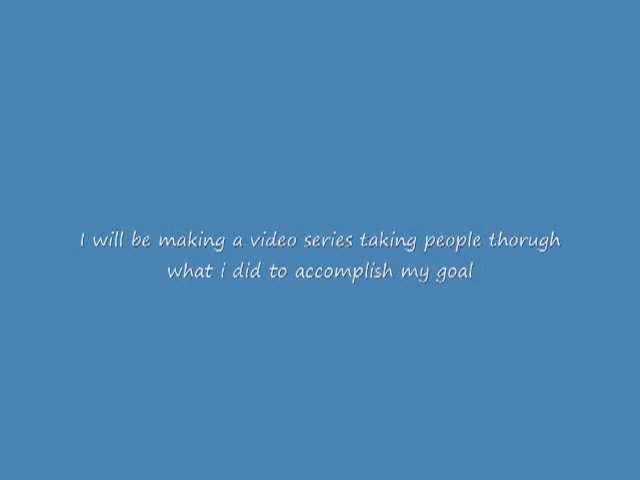 I will be making a video series taking people thorugh
what i did to accomplish my goal